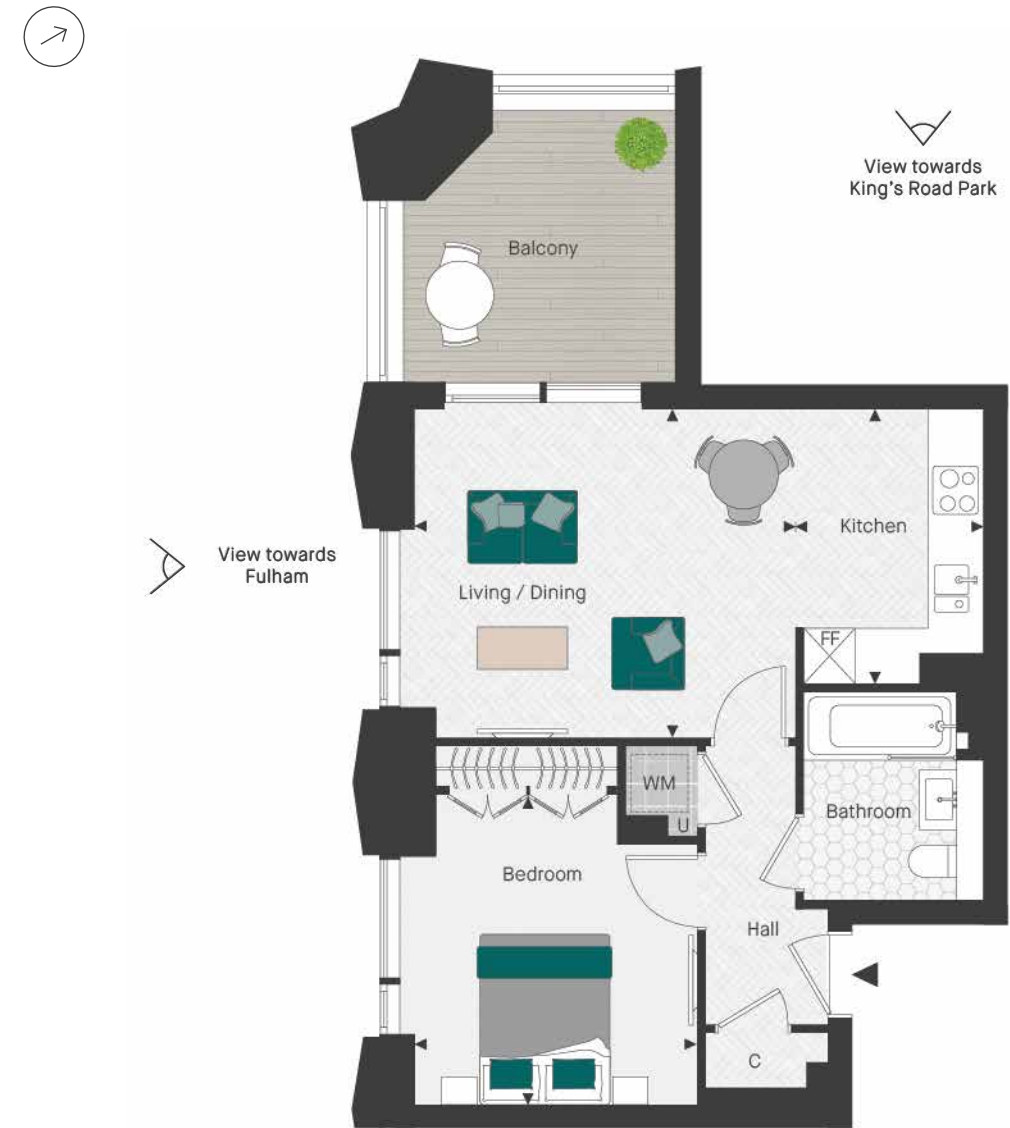 View towards
King's Road Park
Balcony
Kitchen
View towards
Fulham
Living / Dining
FF
WM
Bathroom
U
Bedroom
Hall
C